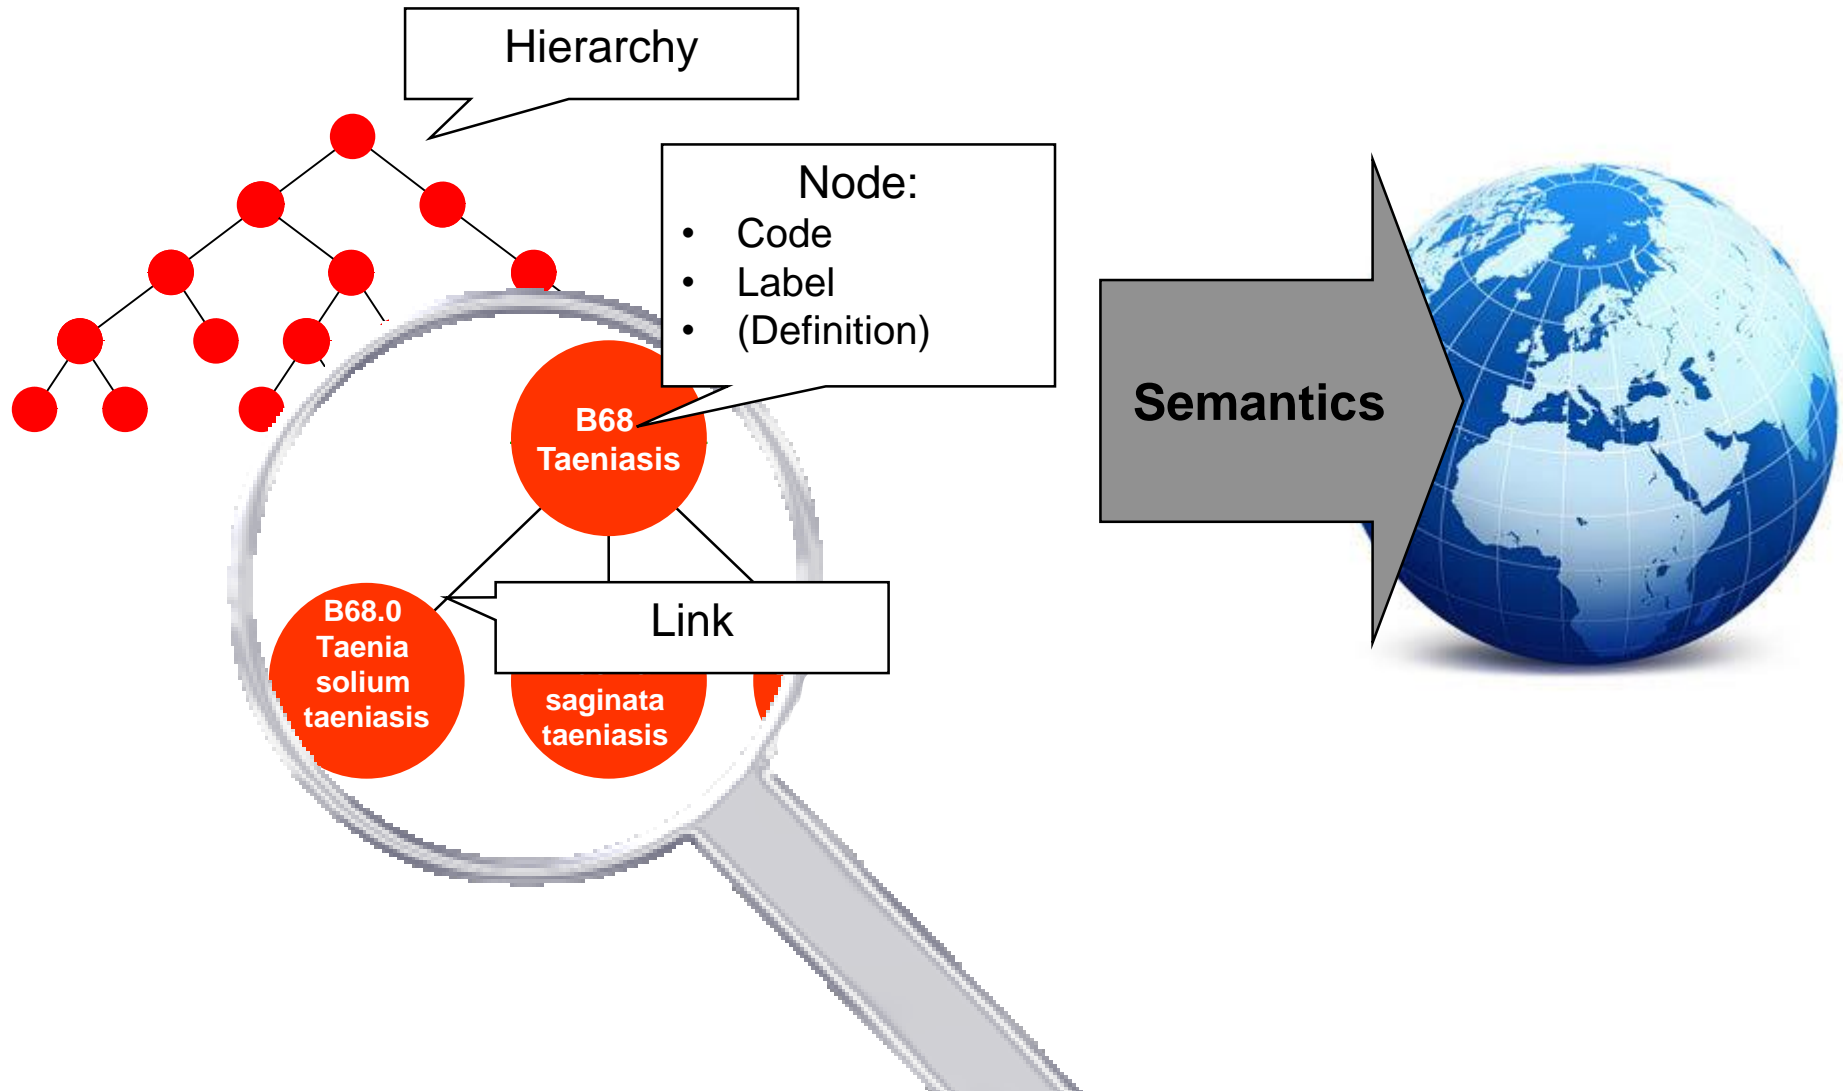 Hierarchy
Node:
• Code
• Label
• (Definition)
Semantics
B68
Taeniasis
Link
B68.0
Taenia
solium
taeniasis
saginata
taeniasis